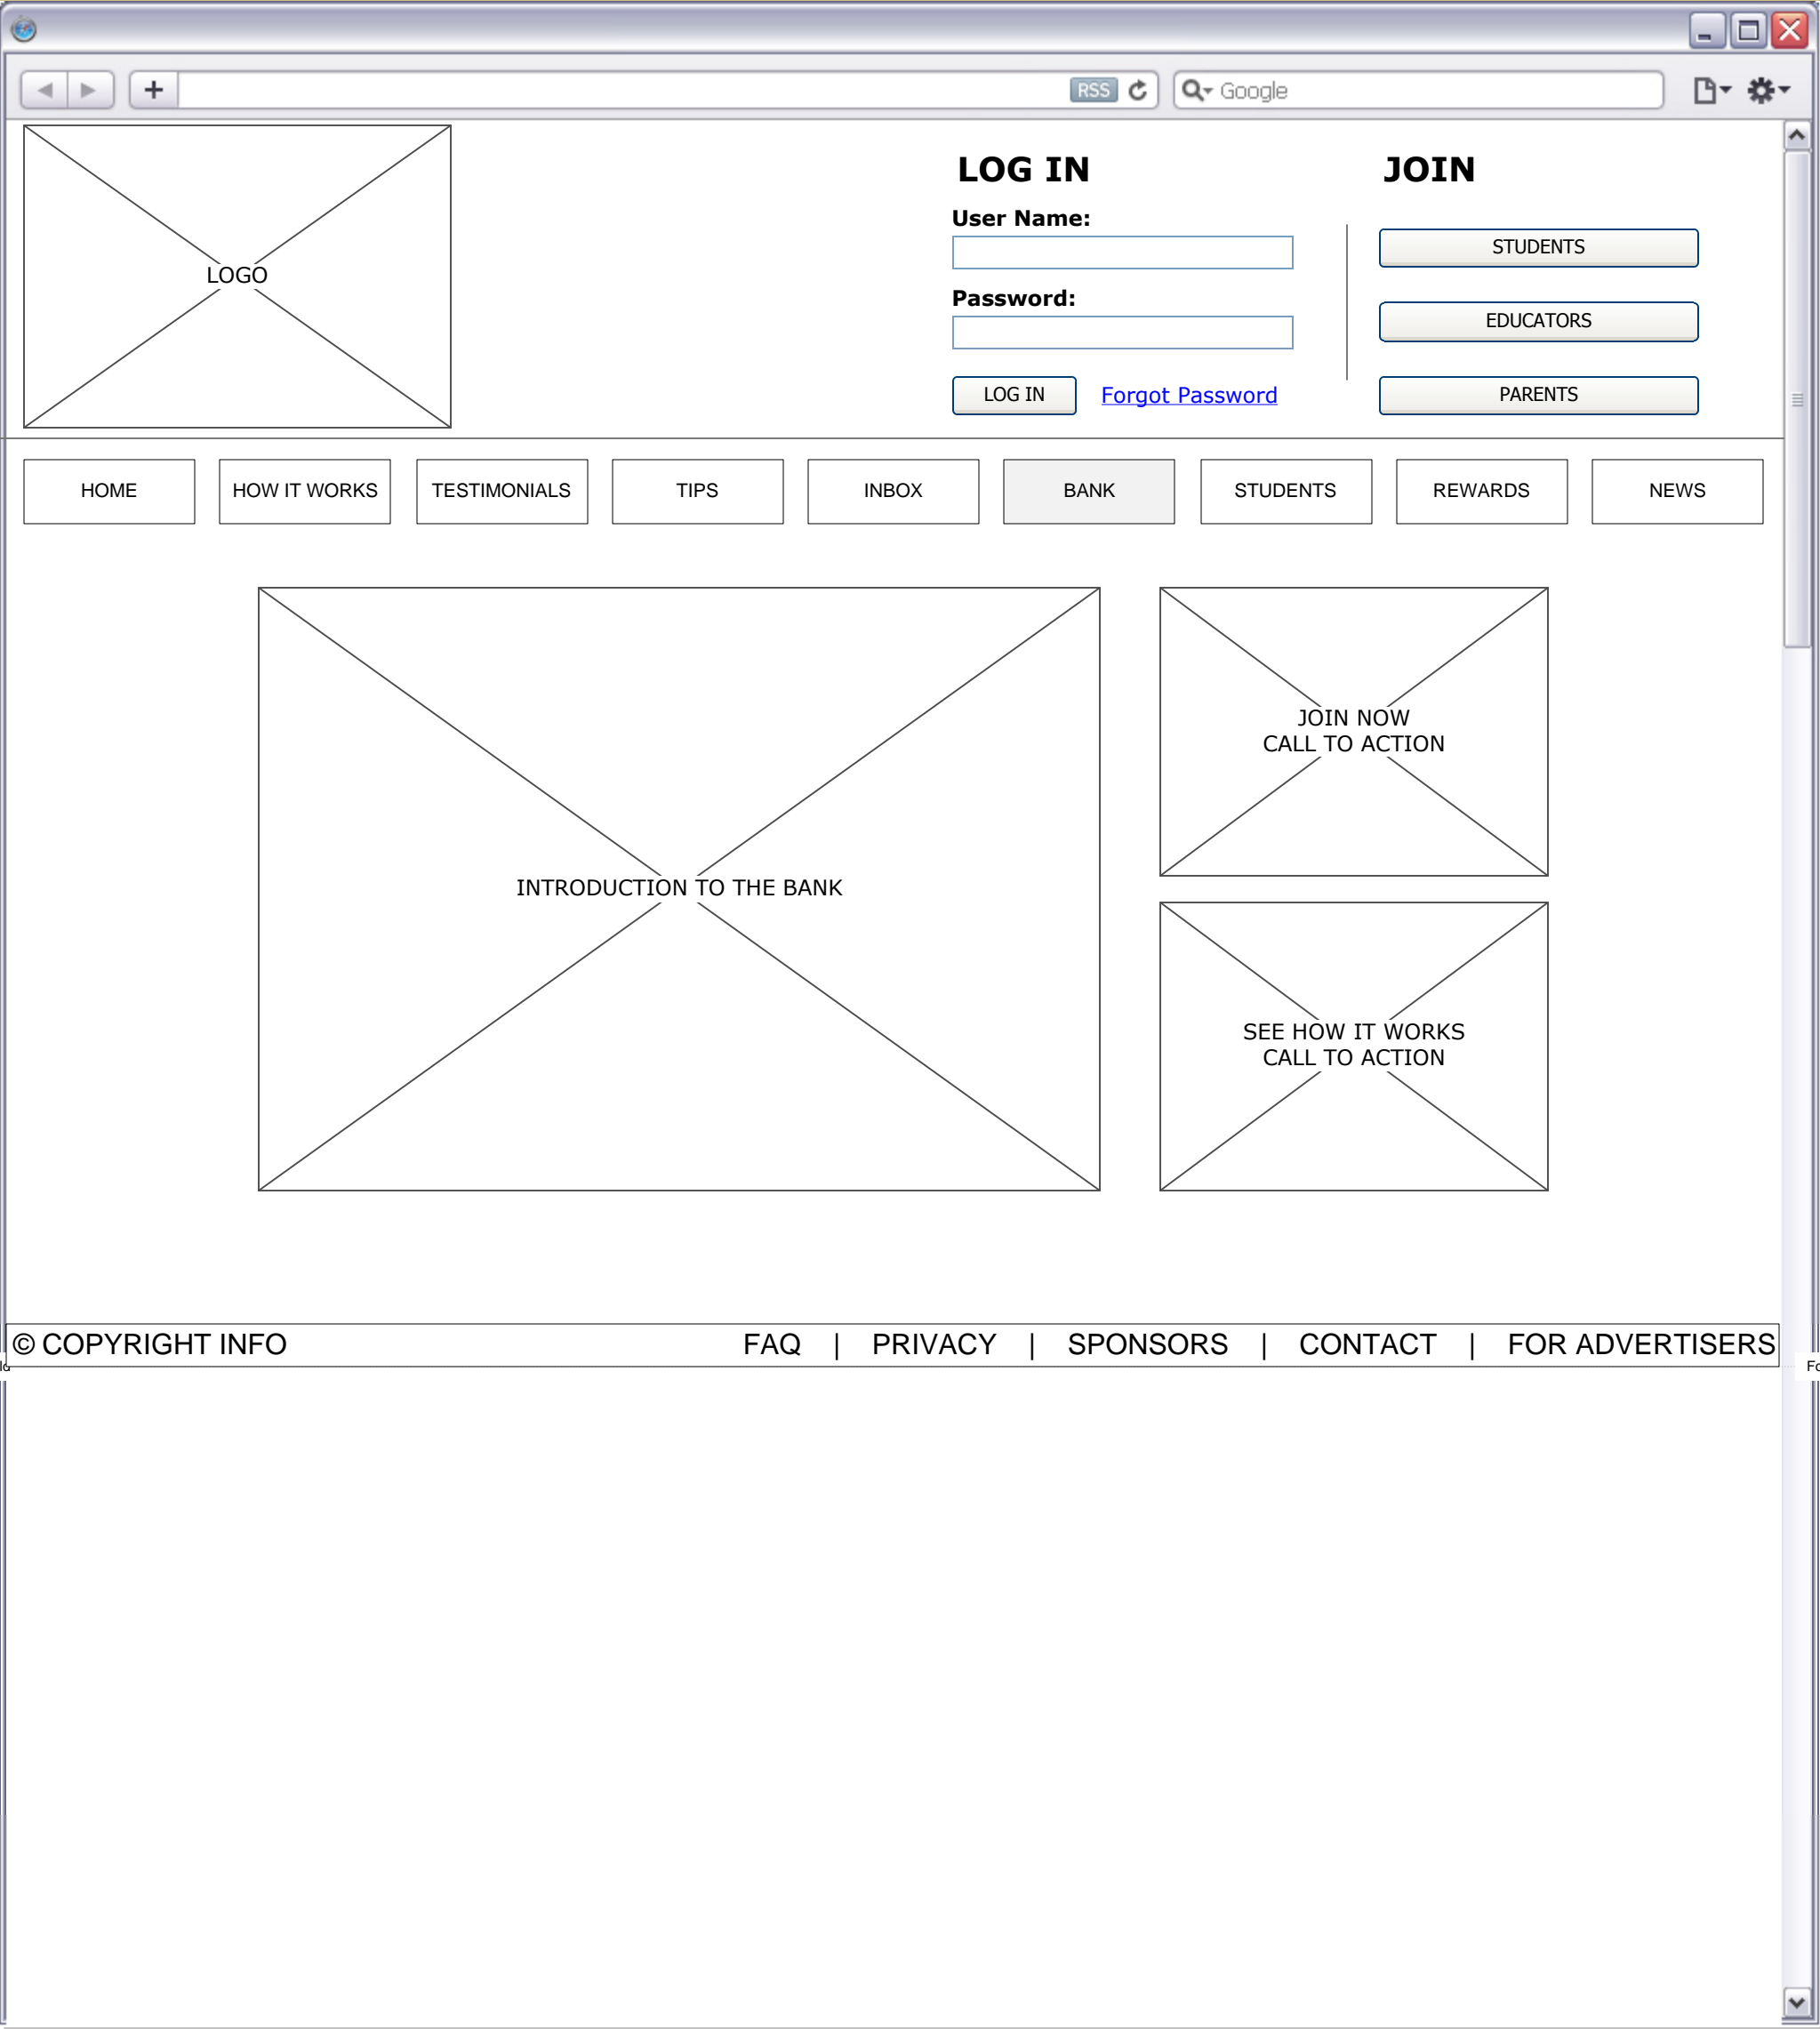 RSS
Google
LOGO
LOG IN
User Name:
Password:
LOG IN
Forgot Password
JOIN
STUDENTS
EDUCATORS
PARENTS
HOME
HOW IT WORKS
TESTIMONIALS
TIPS
INBOX
BANK
STUDENTS
REWARDS
NEWS
INTRODUCTION TO THE BANK
JOIN NOW
CALL TO ACTION
SEE HOW IT WORKS
CALL TO ACTION
© COPYRIGHT INFO
FAQ | PRIVACY | SPONSORS | CONTACT | FOR ADVERTISERS